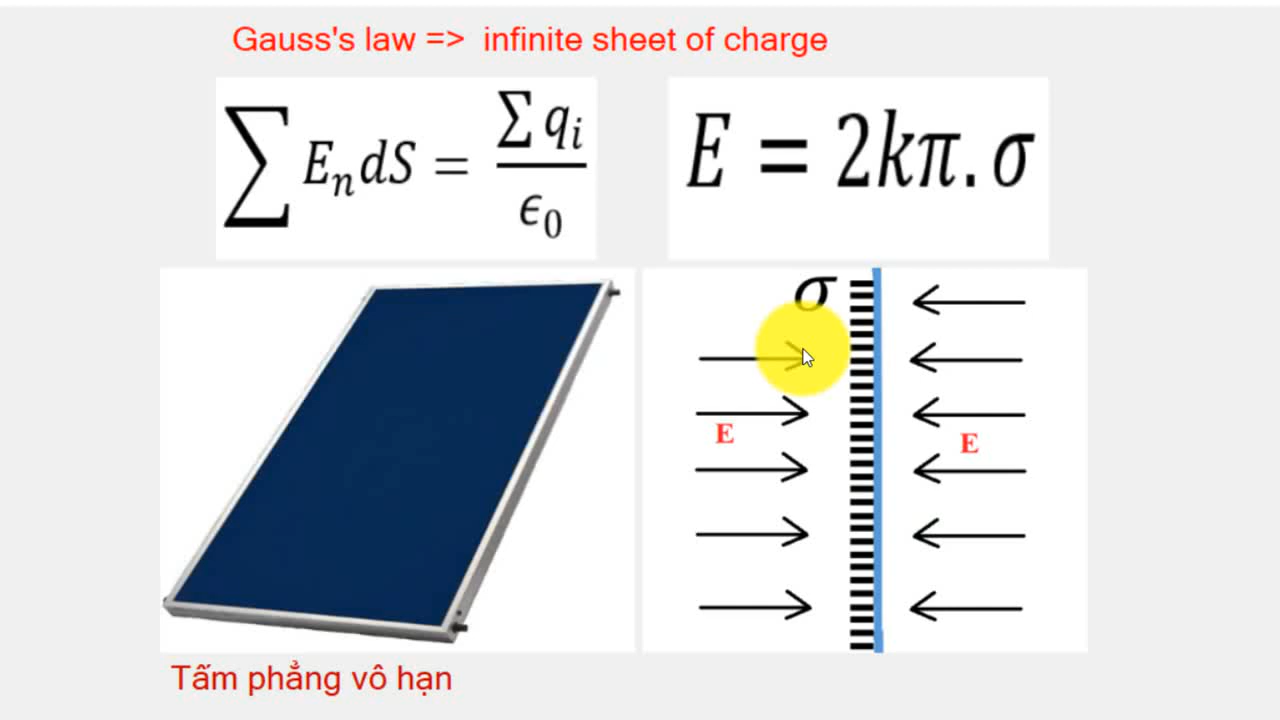 Gauss's law => infinite sheet of charge
∑ EₙdS = ∑ qᵢ / ϵ₀
E = 2kπ.σ
σ
E
E
Tấm phẳng vô hạn